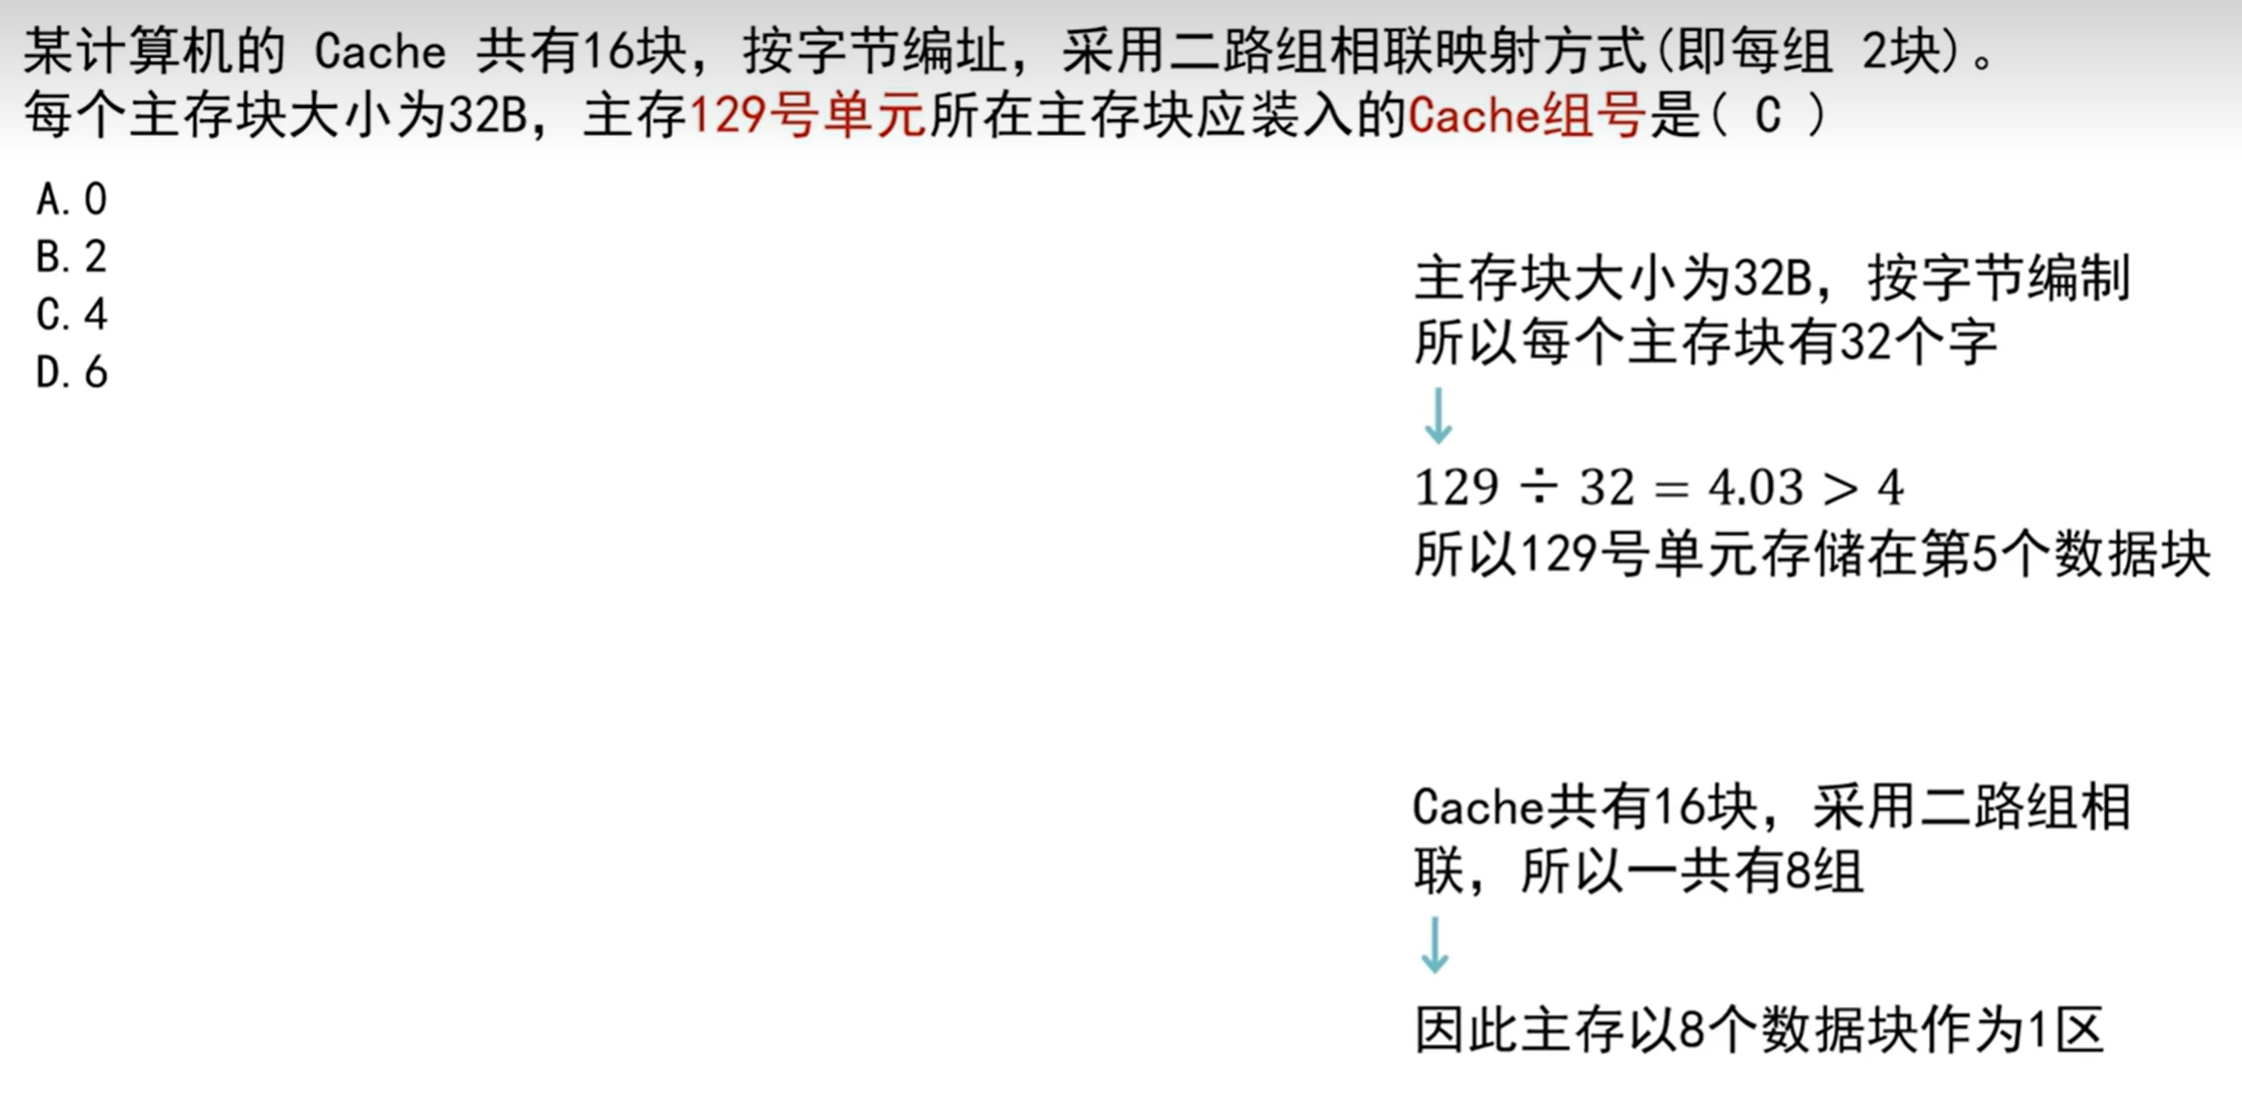 某计算机的 Cache 共有16块，按字节编址，采用二路组相联映射方式(即每组 2块)。
每个主存块大小为32B，主存129号单元所在主存块应装入的Cache组号是( C )
A.0
B.2
C.4
D.6
主存块大小为32B，按字节编制
所以每个主存块有32个字
↓
129 ÷ 32 = 4.03 > 4
所以129号单元存储在第5个数据块
Cache共有16块，采用二路组相
联，所以一共有8组
↓
因此主存以8个数据块作为1区